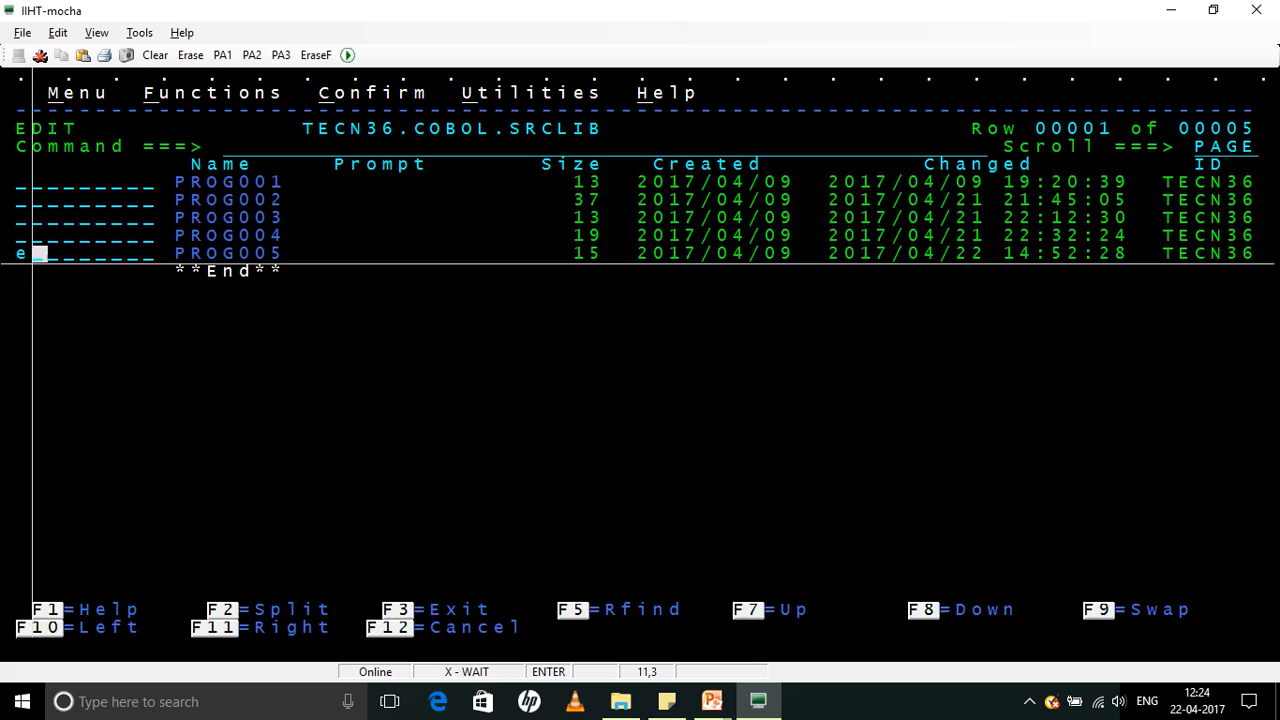 IIHT-mocha
File Edit View Tools Help
Clear Erase PA1 PA2 PA3 EraseF
Menu Functions Confirm Utilities Help
EDIT TECN36.COBOL.SRCLIB Row 00001 of 00005
Command ===> Scroll ===> PAGE
Name Prompt Size Created Changed ID
_________ PROG001 13 2017/04/09 2017/04/09 19:20:39 TECN36
_________ PROG002 37 2017/04/09 2017/04/21 21:45:05 TECN36
_________ PROG003 13 2017/04/09 2017/04/21 22:12:30 TECN36
_________ PROG004 19 2017/04/09 2017/04/21 22:32:24 TECN36
e________ PROG005 15 2017/04/09 2017/04/22 14:52:28 TECN36
**End**
F1=Help F2=Split F3=Exit F5=Rfind F7=Up F8=Down F9=Swap
F10=Left F11=Right F12=Cancel
Online X - WAIT ENTER 11,3
Type here to search ENG 12:24
22-04-2017